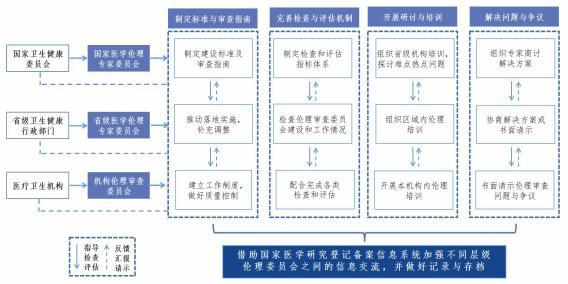 制定标准与审查指南
完善检查与评估机制
开展研讨与培训
解决问题与争议
国家卫生健康
委员会
国家医学伦理
专家委员会
制定建设标准及
审查指南
制定检查和评估
指标体系
组织省级机构培训，
探讨难点热点问题
组织专家商讨
解决方案
省级卫生健康
行政部门
省级医学伦理
专家委员会
推动落地实施，
补充调整
检查伦理审查委员
会建设和工作情况
组织区域内伦理
培训
协商解决方案或
书面请示
医疗卫生机构
机构伦理审查
委员会
建立工作制度，
做好质量控制
配合完成各类
检查和评估
开展本机构内伦理
培训
书面请示伦理审查
问题与争议
指导
检查
评估
反馈
汇报
请示
借助国家医学研究登记备案信息系统加强不同层级
伦理委员会之间的信息交流，并做好记录与存档